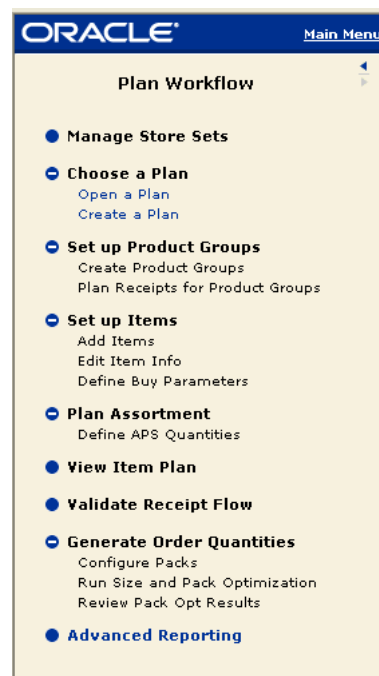 ORACLE®
Main Menu
Plan Workflow
Manage Store Sets
Choose a Plan
Open a Plan
Create a Plan
Set up Product Groups
Create Product Groups
Plan Receipts for Product Groups
Set up Items
Add Items
Edit Item Info
Define Buy Parameters
Plan Assortment
Define APS Quantities
View Item Plan
Validate Receipt Flow
Generate Order Quantities
Configure Packs
Run Size and Pack Optimization
Review Pack Opt Results
Advanced Reporting